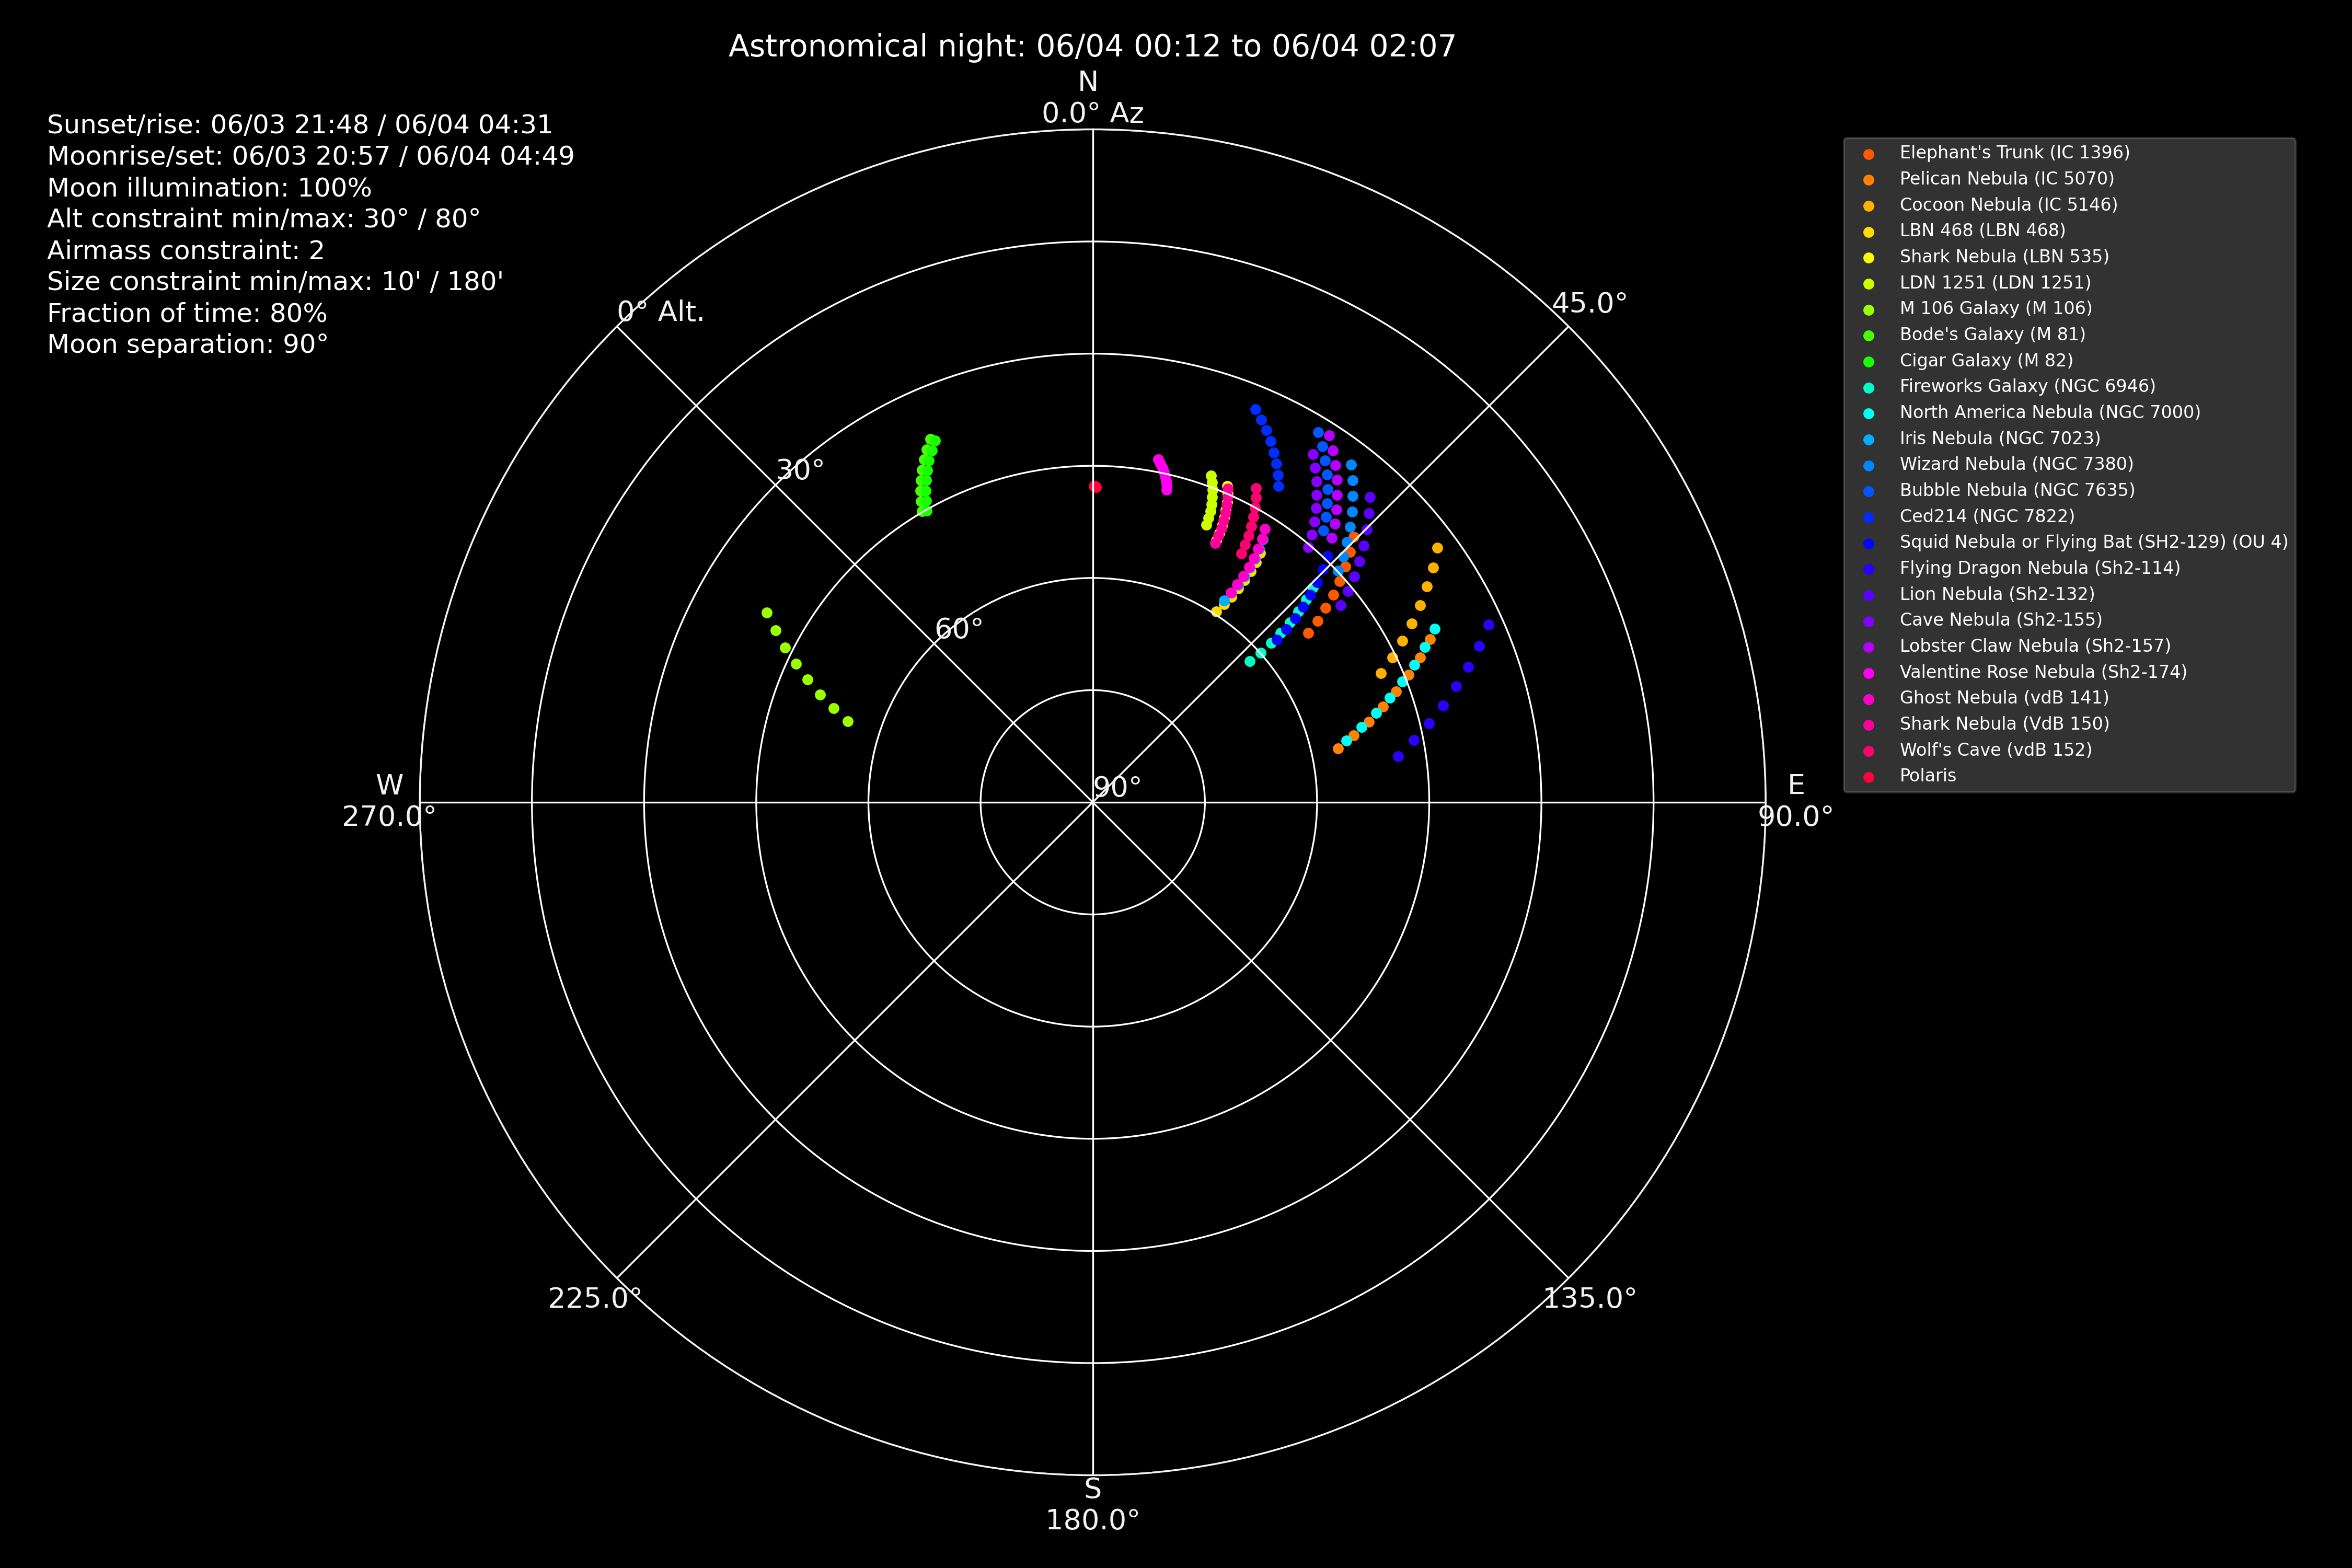 Astronomical night: 06/04 00:12 to 06/04 02:07
N
0.0° Az
Sunset/rise: 06/03 21:48 / 06/04 04:31
Moonrise/set: 06/03 20:57 / 06/04 04:49
Moon illumination: 100%
Alt constraint min/max: 30° / 80°
Airmass constraint: 2
Size constraint min/max: 10' / 180'
Fraction of time: 80%
Moon separation: 90°
0° Alt.
30°
60°
90°
45.0°
E
90.0°
135.0°
S
180.0°
225.0°
W
270.0°
Elephant's Trunk (IC 1396)
Pelican Nebula (IC 5070)
Cocoon Nebula (IC 5146)
LBN 468 (LBN 468)
Shark Nebula (LBN 535)
LDN 1251 (LDN 1251)
M 106 Galaxy (M 106)
Bode's Galaxy (M 81)
Cigar Galaxy (M 82)
Fireworks Galaxy (NGC 6946)
North America Nebula (NGC 7000)
Iris Nebula (NGC 7023)
Wizard Nebula (NGC 7380)
Bubble Nebula (NGC 7635)
Ced214 (NGC 7822)
Squid Nebula or Flying Bat (SH2-129) (OU 4)
Flying Dragon Nebula (Sh2-114)
Lion Nebula (Sh2-132)
Cave Nebula (Sh2-155)
Lobster Claw Nebula (Sh2-157)
Valentine Rose Nebula (Sh2-174)
Ghost Nebula (vdB 141)
Shark Nebula (VdB 150)
Wolf's Cave (vdB 152)
Polaris